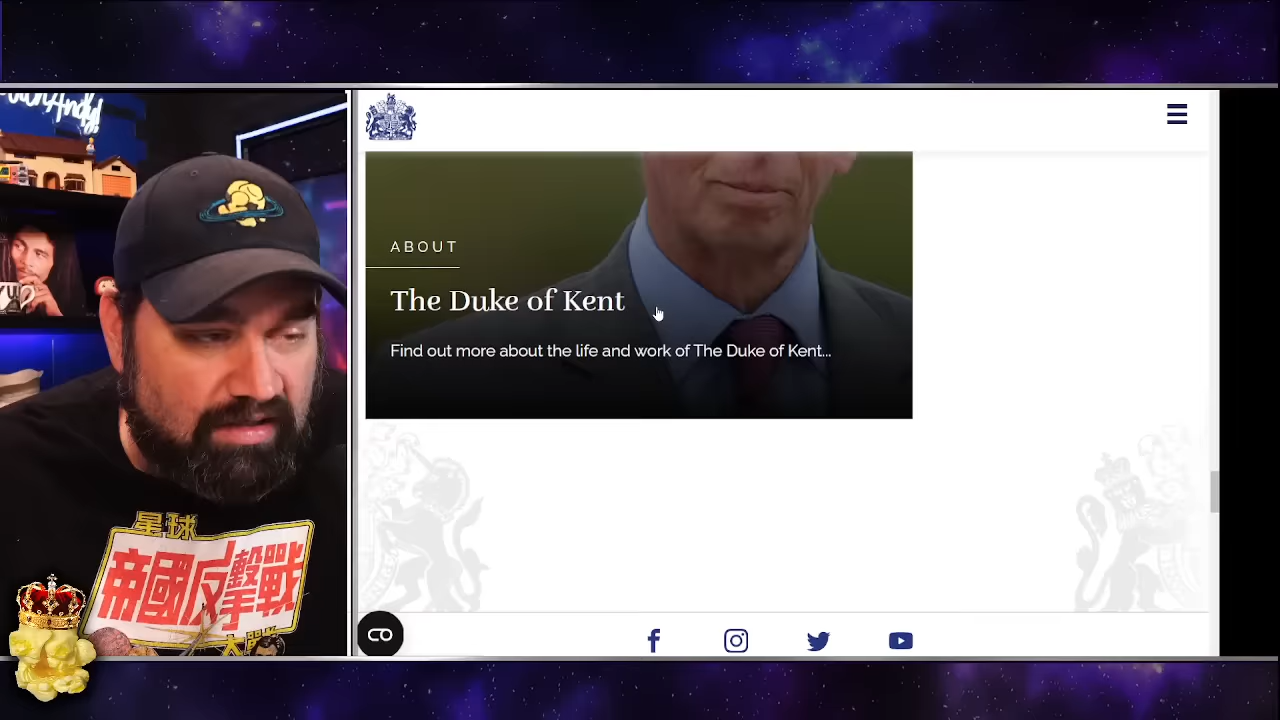 ABOUT
The Duke of Kent
Find out more about the life and work of The Duke of Kent...
星球
帝國反擊戰
大